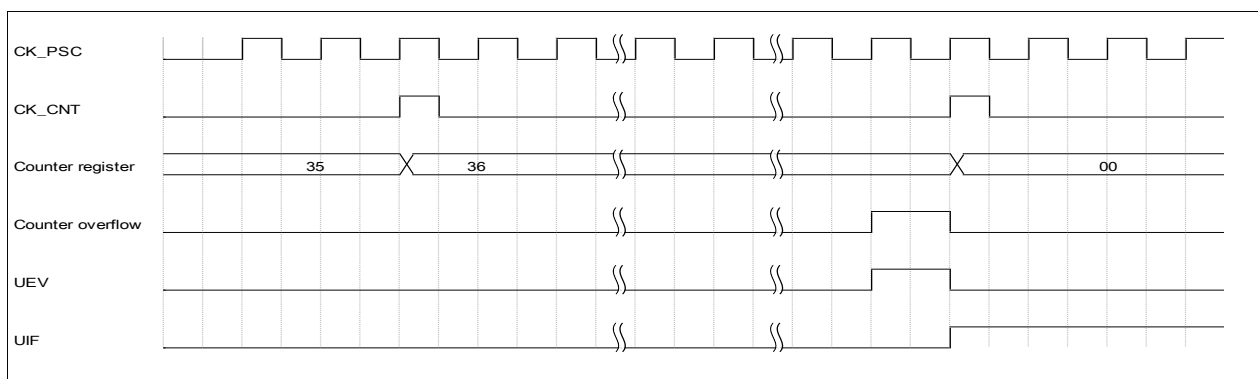 CK_PSC
CK_CNT
Counter register 35 36 00
Counter overflow
UEV
UIF